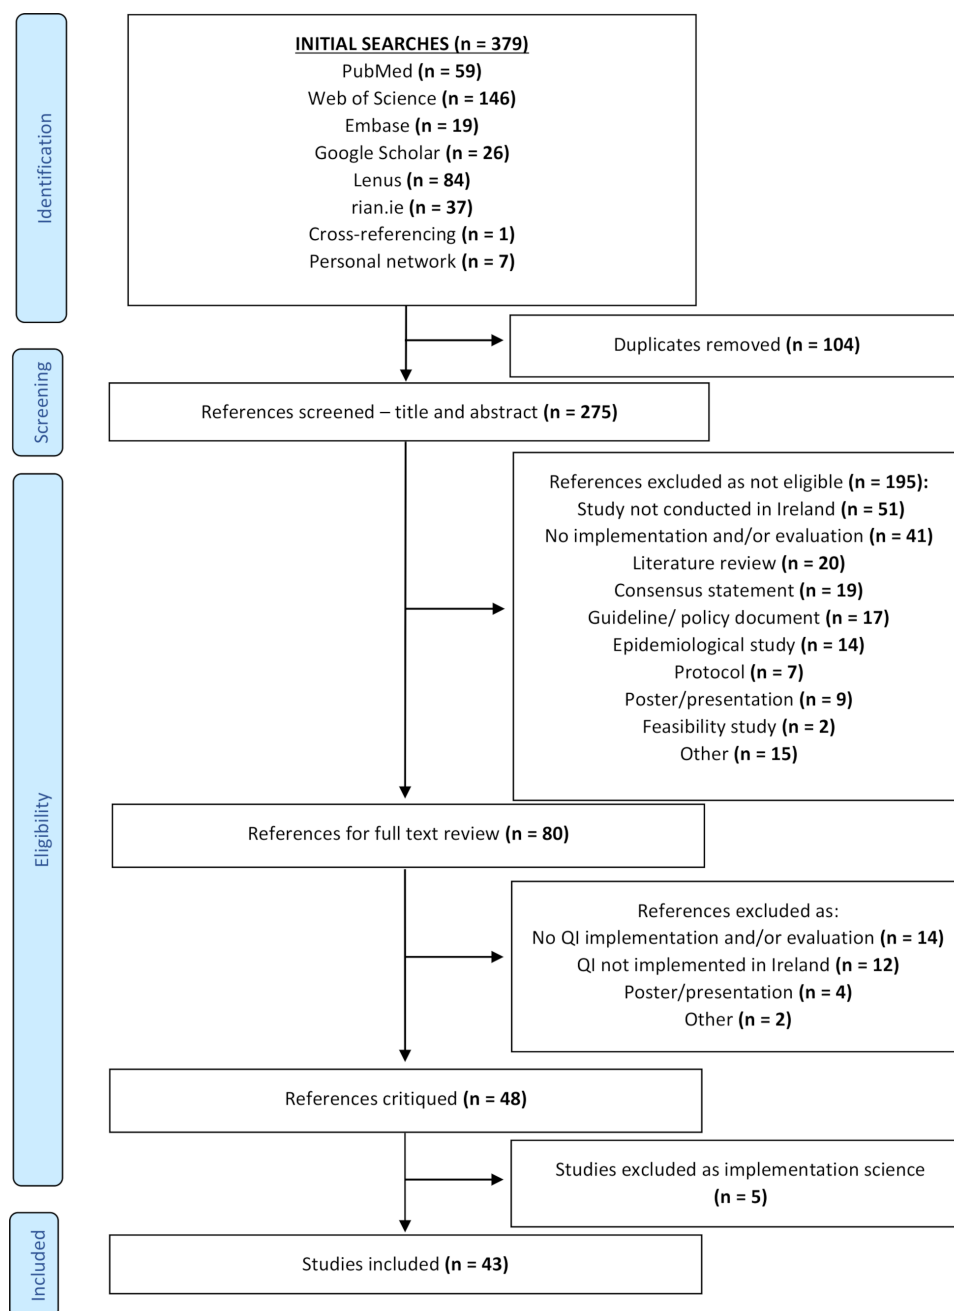 Identification
INITIAL SEARCHES (n = 379)
PubMed (n = 59)
Web of Science (n = 146)
Embase (n = 19)
Google Scholar (n = 26)
Lenus (n = 84)
rian.ie (n = 37)
Cross-referencing (n = 1)
Personal network (n = 7)
Duplicates removed (n = 104)
Screening
References screened – title and abstract (n = 275)
Eligibility
References excluded as not eligible (n = 195):
Study not conducted in Ireland (n = 51)
No implementation and/or evaluation (n = 41)
Literature review (n = 20)
Consensus statement (n = 19)
Guideline/ policy document (n = 17)
Epidemiological study (n = 14)
Protocol (n = 7)
Poster/presentation (n = 9)
Feasibility study (n = 2)
Other (n = 15)
References for full text review (n = 80)
References excluded as:
No QI implementation and/or evaluation (n = 14)
QI not implemented in Ireland (n = 12)
Poster/presentation (n = 4)
Other (n = 2)
References critiqued (n = 48)
Studies excluded as implementation science
(n = 5)
Included
Studies included (n = 43)